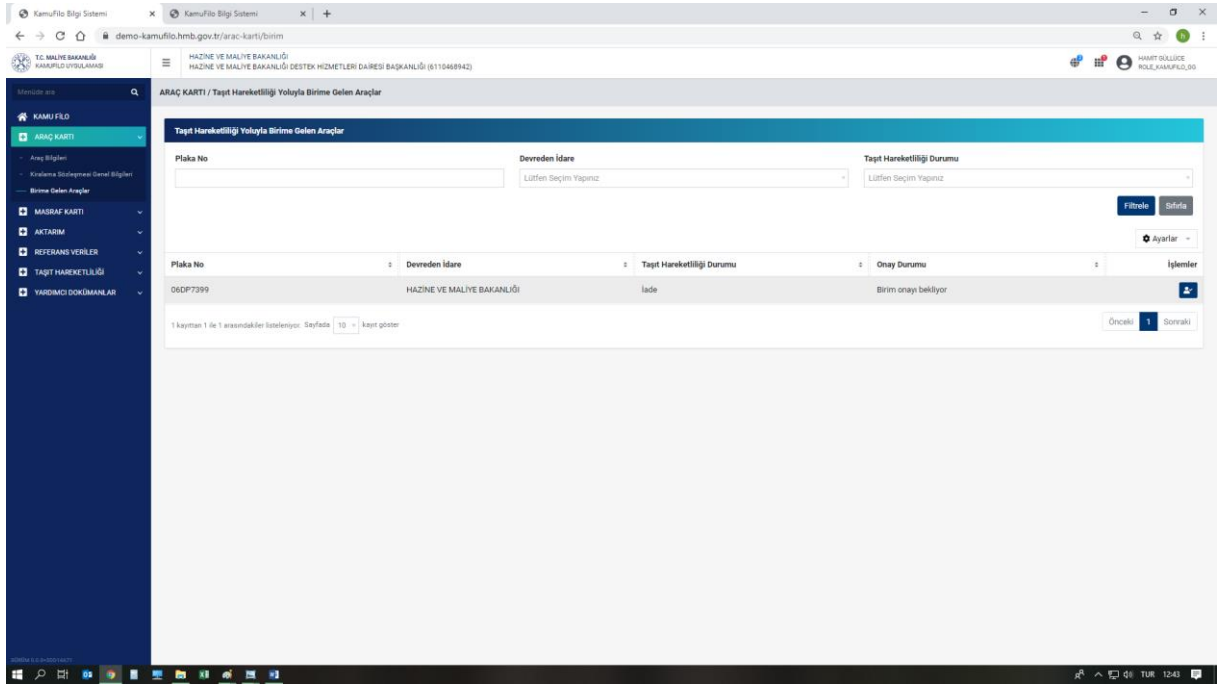 KamuFilo Bilgi Sistemi
KamuFilo Bilgi Sistemi
demo-kamufilo.hmb.gov.tr/arac-karti/birim
T.C. MALİYE BAKANLIĞI
KAMUFİLO UYGULAMASI
HAZİNE VE MALİYE BAKANLIĞI
HAZİNE VE MALİYE BAKANLIĞI DESTEK HİZMETLERİ DAİRESİ BAŞKANLIĞI (6110468942)
HAMİT GÜLLÜCE
ROLE_KAMUFILO_GG
Menüde ara
ARAÇ KARTI / Taşıt Hareketliliği Yoluyla Birime Gelen Araçlar
KAMU FİLO
ARAÇ KARTI
Araç Bilgileri
Kiralama Sözleşmesi Genel Bilgileri
Birime Gelen Araçlar
MASRAF KARTI
AKTARIM
REFERANS VERİLER
TAŞIT HAREKETLİLİĞİ
YARDIMCI DOKÜMANLAR
Taşıt Hareketliliği Yoluyla Birime Gelen Araçlar
Plaka No Devreden İdare Taşıt Hareketliliği Durumu
Lütfen Seçim Yapınız Lütfen Seçim Yapınız
Filtrele Sıfırla
Ayarlar
Plaka No Devreden İdare Taşıt Hareketliliği Durumu Onay Durumu İşlemler
06DP7399 HAZİNE VE MALİYE BAKANLIĞI İade Birim onayı bekliyor
1 kayıttan 1 ile 1 arasındakiler listeleniyor. Sayfada 10 kayıt göster
Önceki 1 Sonraki
TUR 12:43